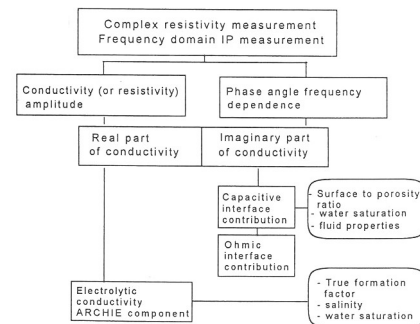 Complex resistivity measurement
Frequency domain IP measurement
Conductivity (or resistivity)
amplitude
Phase angle frequency
dependence
Real part
of conductivity
Imaginary part
of conductivity
Capacitive
interface
contribution
- Surface to porosity
ratio
- water saturation
- fluid properties
Ohmic
interface
contribution
Electrolytic
conductivity
ARCHIE component
- True formation
factor
- salinity
- water saturation